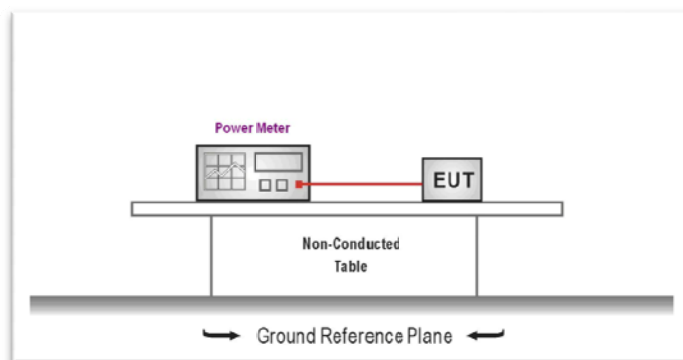 Power Meter
EUT
Non-Conducted
Table
Ground Reference Plane